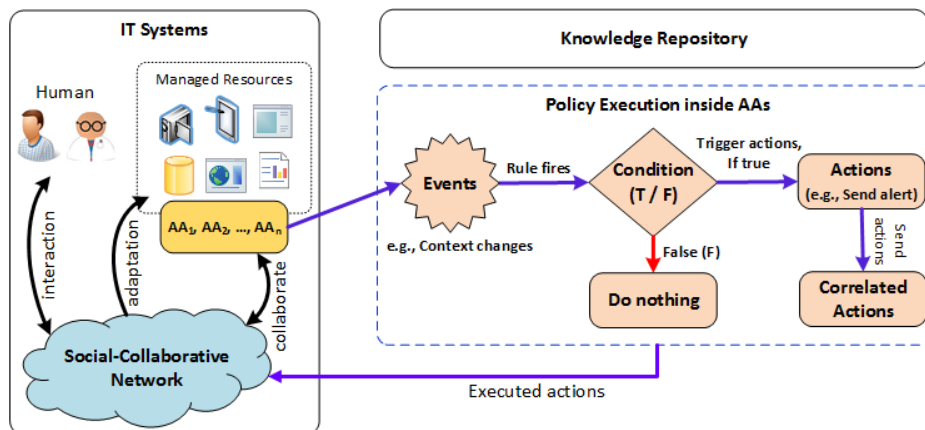 IT Systems
Human
Managed Resources
AA1, AA2, ..., AAn
interaction
adaptation
collaborate
Social-Collaborative
Network
Knowledge Repository
Policy Execution inside AAs
Events
e.g., Context changes
Rule fires
Condition
(T / F)
Trigger actions,
If true
Actions
(e.g., Send alert)
False (F)
Do nothing
Send
actions
Correlated
Actions
Executed actions